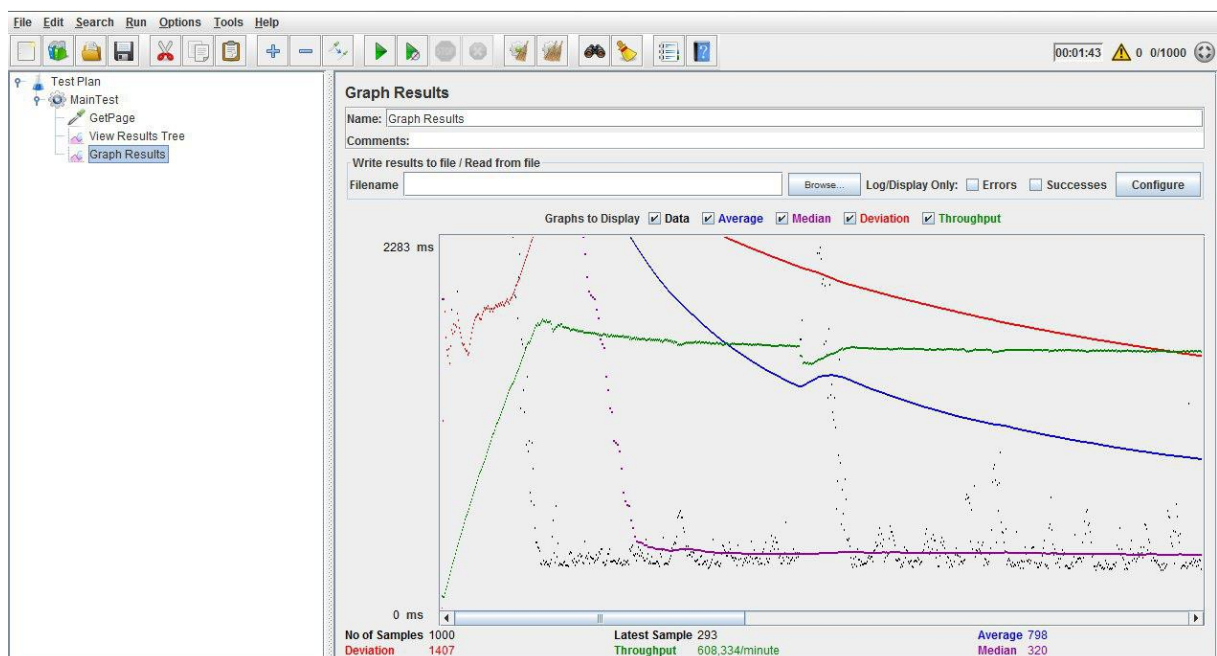 File Edit Search Run Options Tools Help
00:01:43 0 0/1000
Test Plan
MainTest
GetPage
View Results Tree
Graph Results
Graph Results
Name: Graph Results
Comments:
Write results to file / Read from file
Filename Browse... Log/Display Only: Errors Successes Configure
Graphs to Display Data Average Median Deviation Throughput
2283 ms
0 ms
No of Samples 1000 Latest Sample 293 Average 798
Deviation 1407 Throughput 608,334/minute Median 320